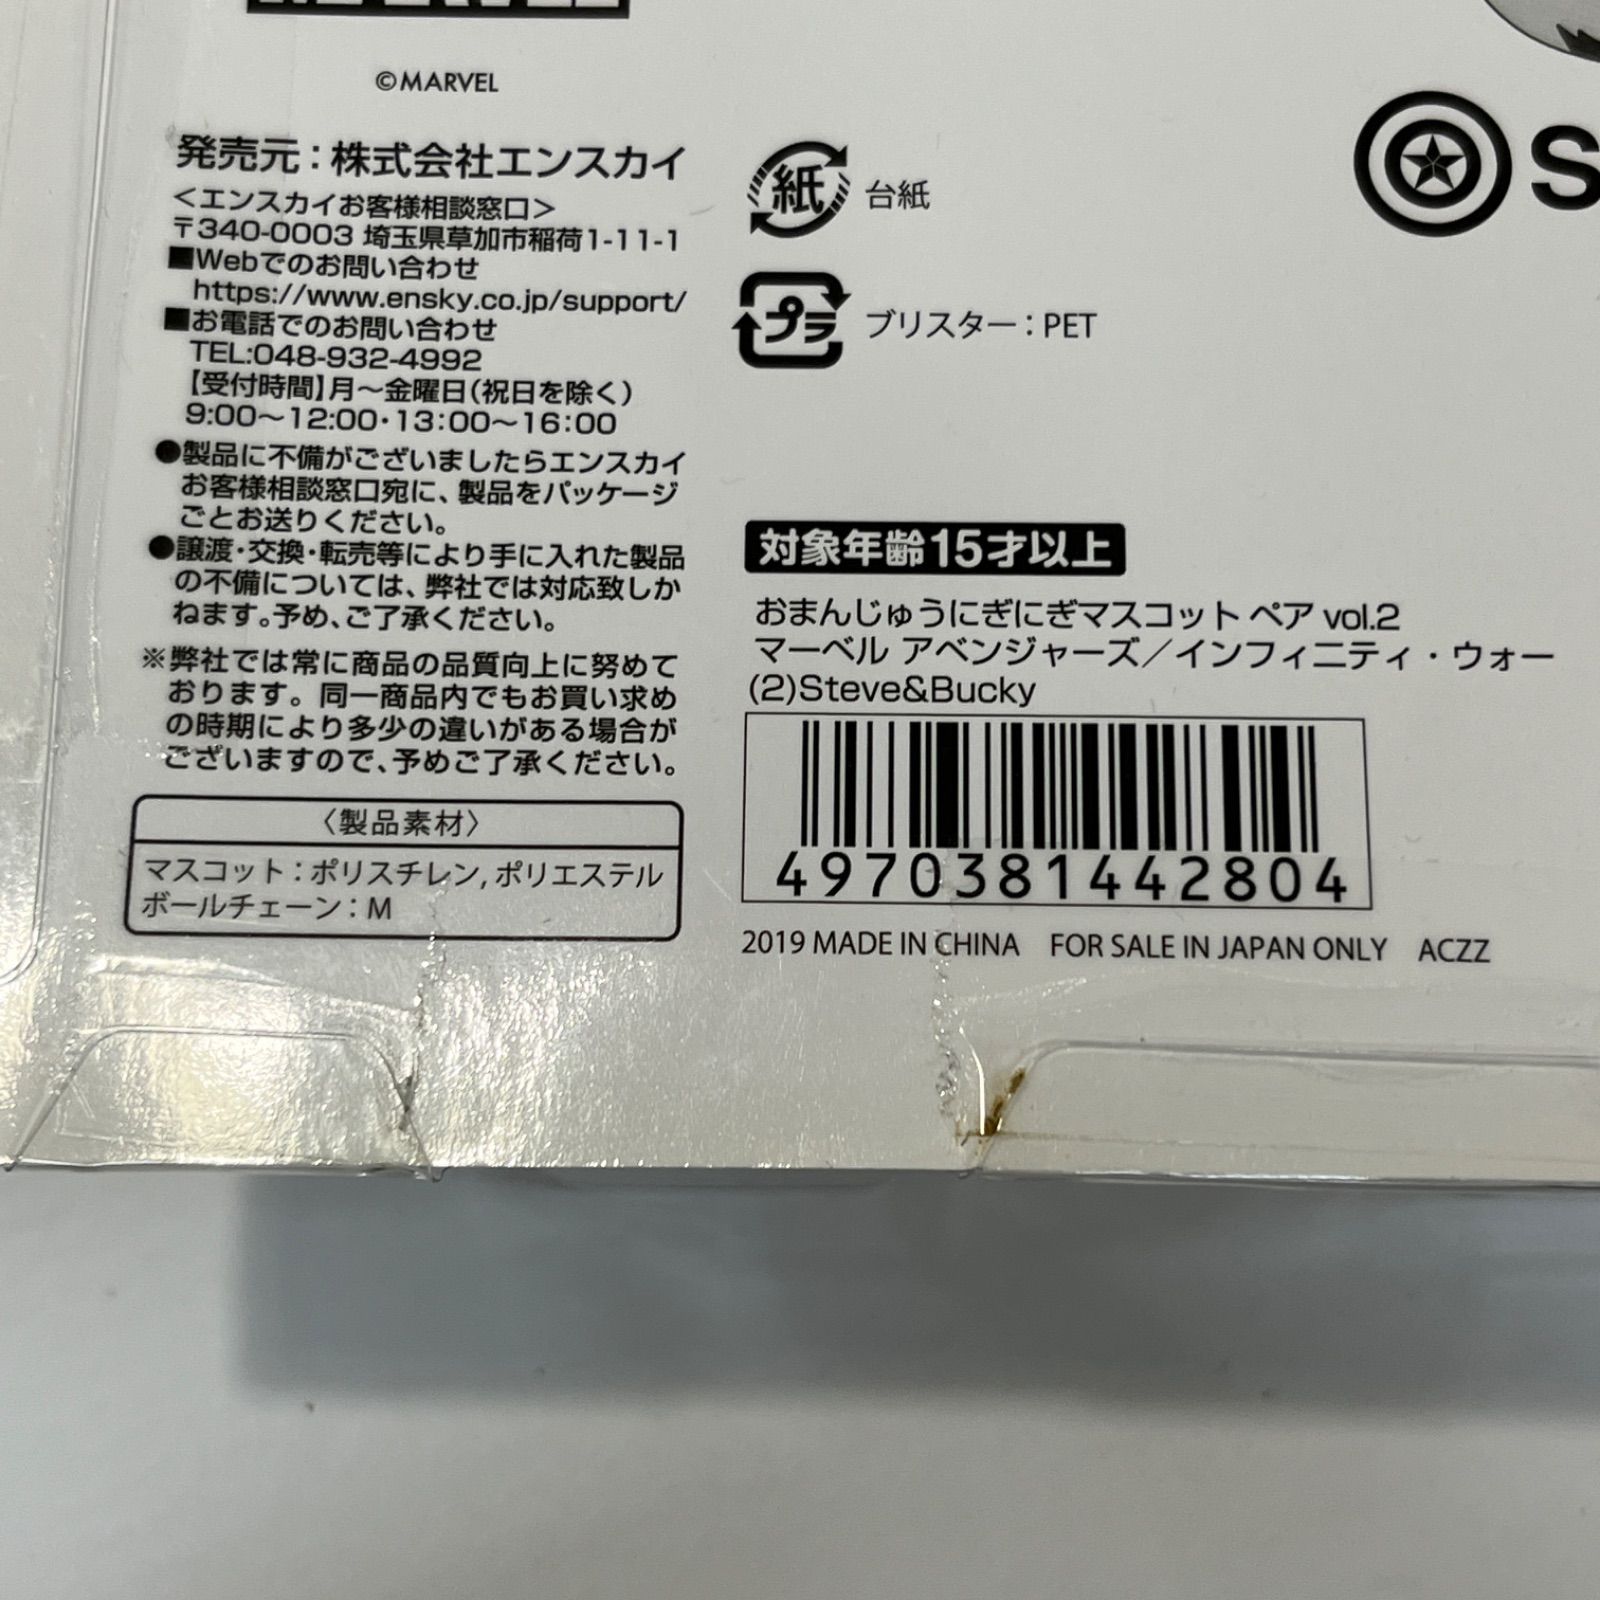 ©MARVEL
発売元：株式会社エンスカイ
＜エンスカイお客様相談窓口＞
〒340-0003 埼玉県草加市稲荷1-11-1
■Webでのお問い合わせ
https://www.ensky.co.jp/support/
■お電話でのお問い合わせ
TEL:048-932-4992
【受付時間】月～金曜日(祝日を除く)
9:00～12:00・13:00～16:00
●製品に不備がございましたらエンスカイ
お客様相談窓口宛に、製品をパッケージ
ごとお送りください。
●譲渡・交換・転売等により手に入れた製品
の不備については、弊社では対応致しか
ねます。予め、ご了承ください。
※弊社では常に商品の品質向上に努めて
おります。同一商品内でもお買い求め
の時期により多少の違いがある場合が
ございますので、予めご了承ください。
〈製品素材〉
マスコット：ポリスチレン,ポリエステル
ボールチェーン：M
紙 台紙
プラ ブリスター：PET
対象年齢15才以上
おまんじゅうにぎにぎマスコット ペア vol.2
マーベル アベンジャーズ／インフィニティ・ウォー
(2)Steve&Bucky
4970381442804
2019 MADE IN CHINA FOR SALE IN JAPAN ONLY ACZZ